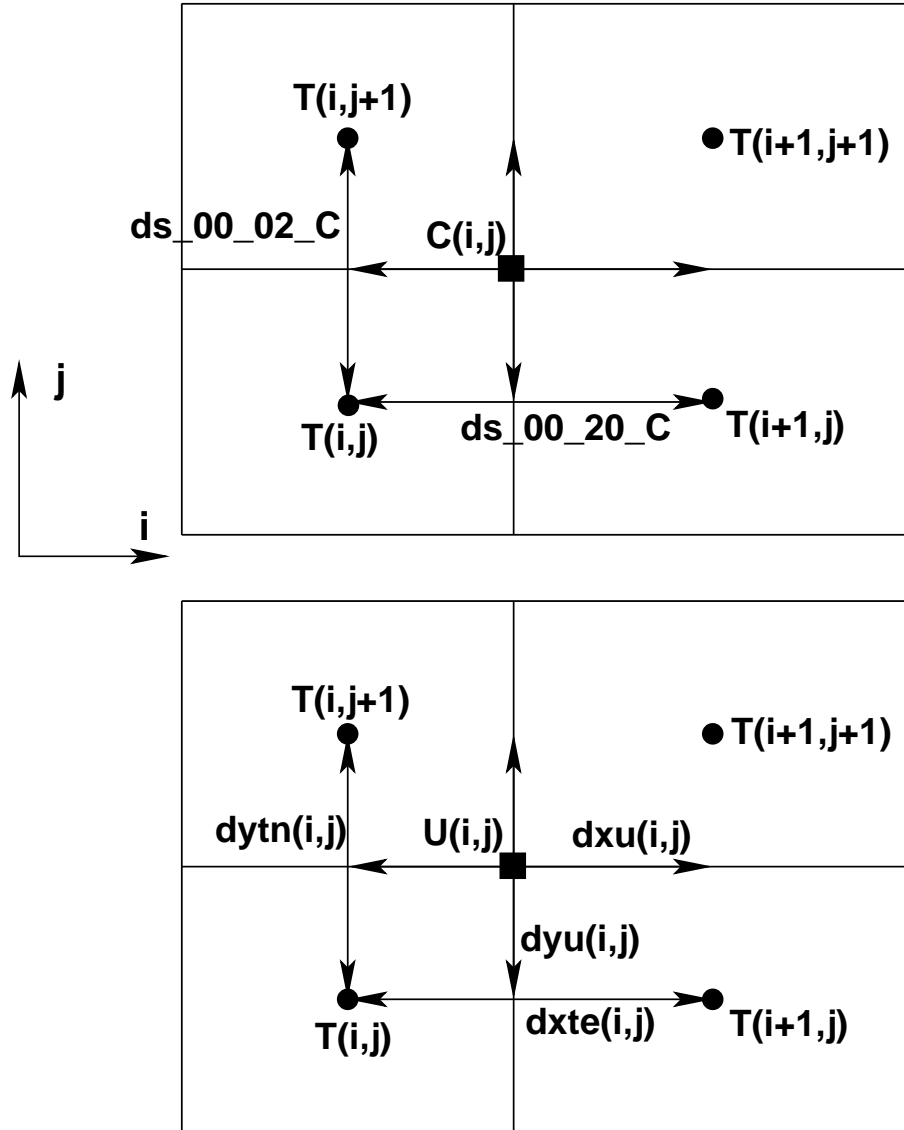 T(i,j+1)
T(i+1,j+1)
ds_00_02_C
C(i,j)
j
T(i,j)
ds_00_20_C
T(i+1,j)
i
T(i,j+1)
T(i+1,j+1)
dytn(i,j)
U(i,j)
dxu(i,j)
dyu(i,j)
T(i,j)
dxte(i,j)
T(i+1,j)